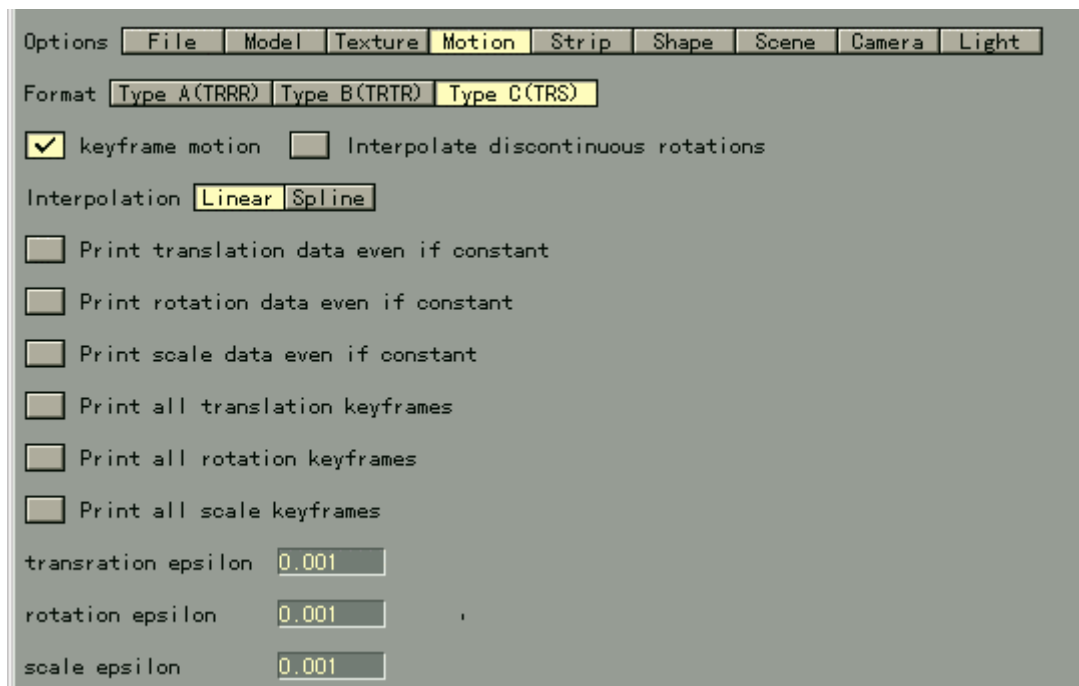 Options File Model Texture Motion Strip Shape Scene Camera Light
Format Type A(TRRR) Type B(TRTR) Type C(TRS)
keyframe motion Interpolate discontinuous rotations
Interpolation Linear Spline
Print translation data even if constant
Print rotation data even if constant
Print scale data even if constant
Print all translation keyframes
Print all rotation keyframes
Print all scale keyframes
transration epsilon 0.001
rotation epsilon 0.001
scale epsilon 0.001